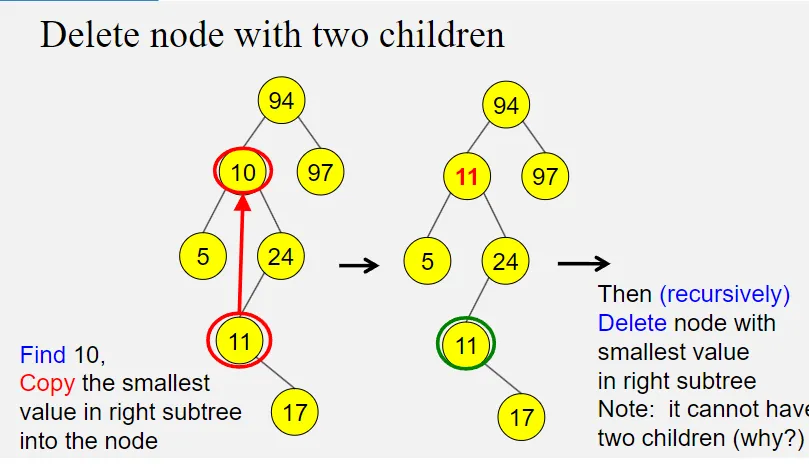 Delete node with two children
94
10
97
5
24
11
17
94
11
97
5
24
11
17
Find 10,
Copy the smallest
value in right subtree
into the node
Then (recursively)
Delete node with
smallest value
in right subtree
Note: it cannot have
two children (why?)